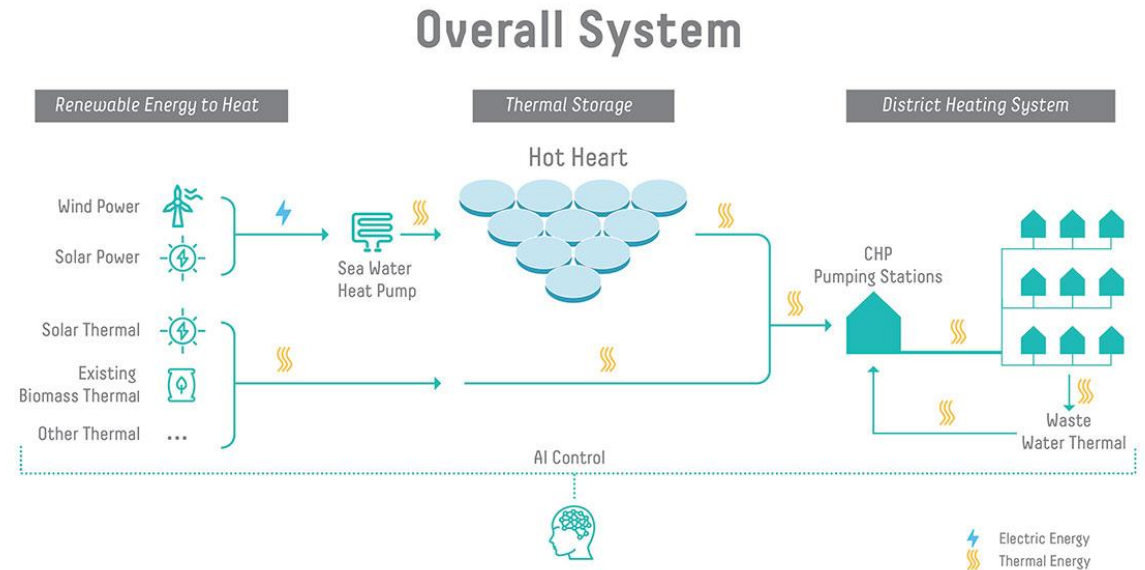 Overall System
Renewable Energy to Heat
Thermal Storage
District Heating System
Hot Heart
Wind Power
Solar Power
Sea Water
Heat Pump
CHP
Pumping Stations
Solar Thermal
Existing
Biomass Thermal
Other Thermal
...
Waste
Water Thermal
AI Control
Electric Energy
Thermal Energy